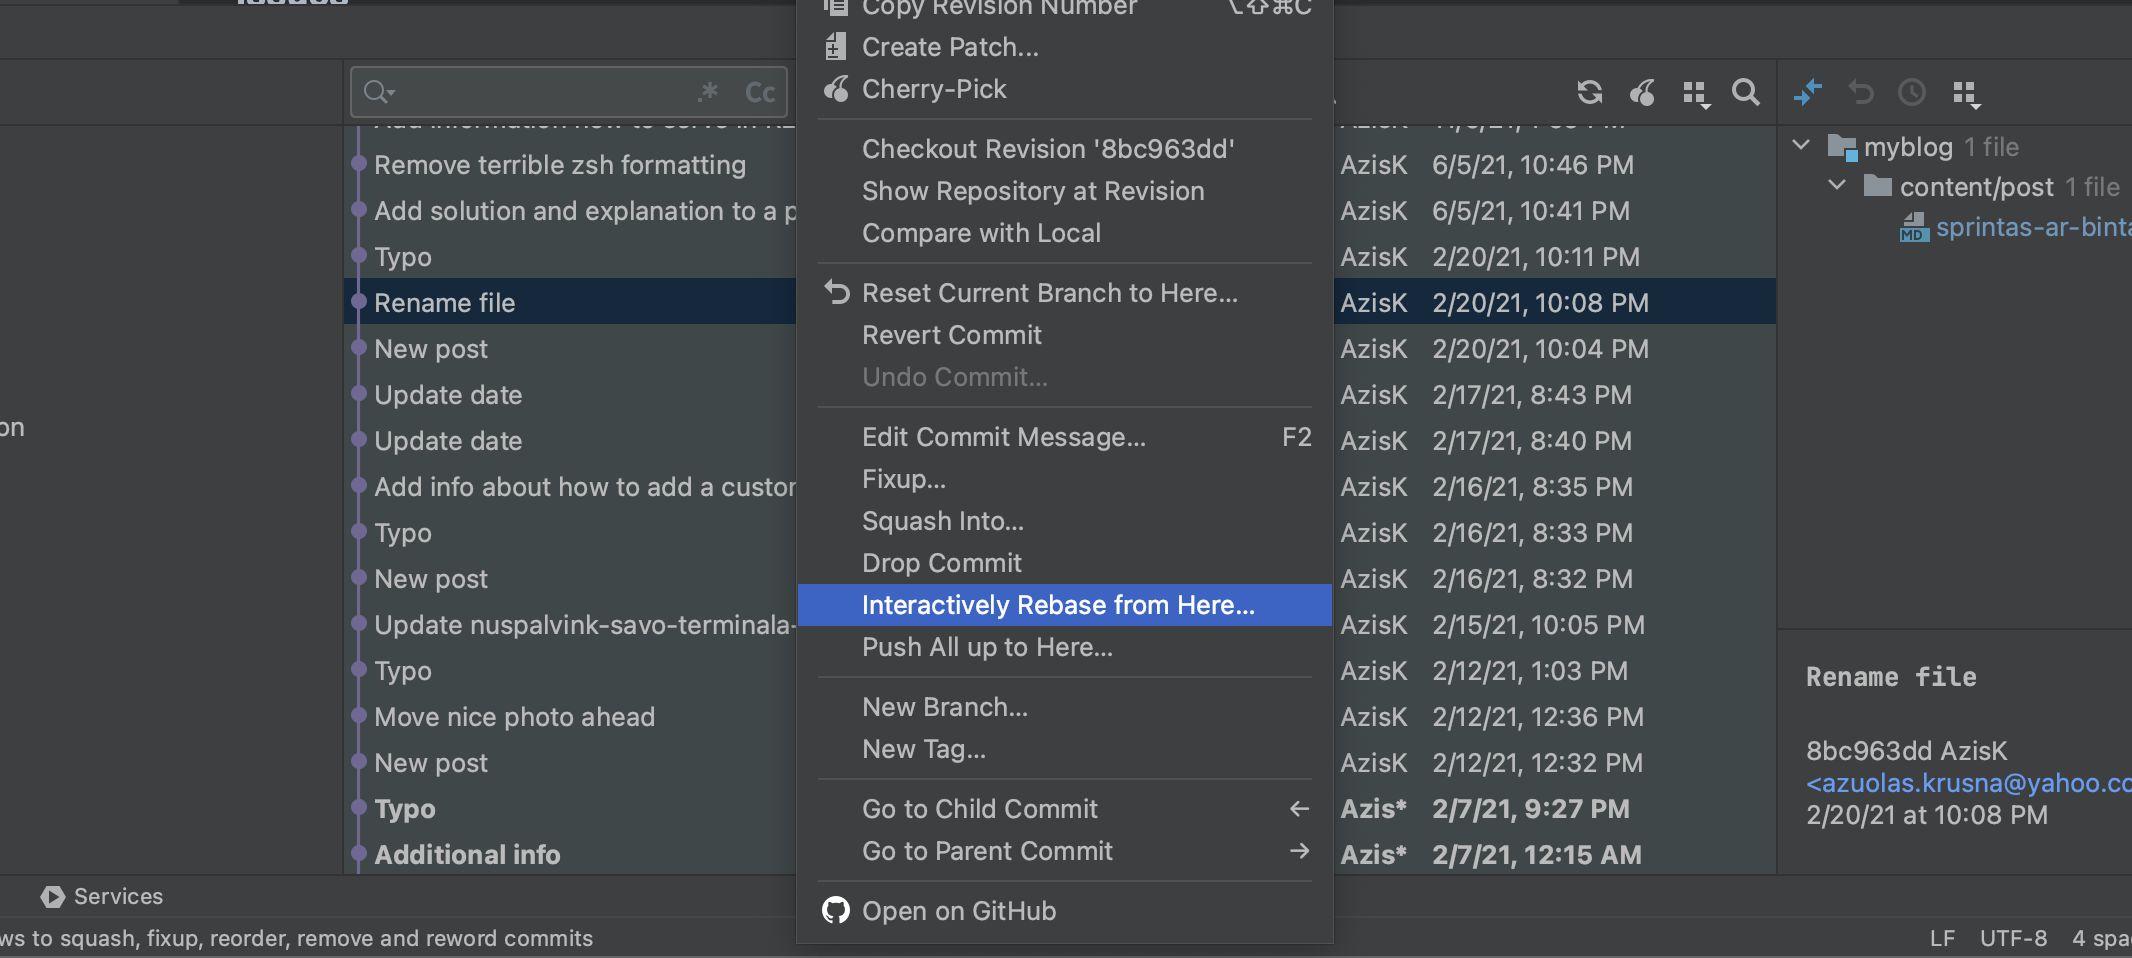 Copy Revision Number ⌥⇧⌘C
Create Patch...
Cherry-Pick
Checkout Revision '8bc963dd'
Show Repository at Revision
Compare with Local
Reset Current Branch to Here...
Revert Commit
Undo Commit...
Edit Commit Message... F2
Fixup...
Squash Into...
Drop Commit
Interactively Rebase from Here...
Push All up to Here...
New Branch...
New Tag...
Go to Child Commit ←
Go to Parent Commit →
Open on GitHub
.* Cc
Add information how to serve in
Remove terrible zsh formatting AzisK 6/5/21, 10:46 PM
Add solution and explanation to a p AzisK 6/5/21, 10:41 PM
Typo AzisK 2/20/21, 10:11 PM
Rename file AzisK 2/20/21, 10:08 PM
New post AzisK 2/20/21, 10:04 PM
Update date AzisK 2/17/21, 8:43 PM
Update date AzisK 2/17/21, 8:40 PM
Add info about how to add a custor AzisK 2/16/21, 8:35 PM
Typo AzisK 2/16/21, 8:33 PM
New post AzisK 2/16/21, 8:32 PM
Update nuspalvink-savo-terminala- AzisK 2/15/21, 10:05 PM
Typo AzisK 2/12/21, 1:03 PM
Move nice photo ahead AzisK 2/12/21, 12:36 PM
New post AzisK 2/12/21, 12:32 PM
Typo Azis* 2/7/21, 9:27 PM
Additional info Azis* 2/7/21, 12:15 AM
myblog 1 file
content/post 1 file
MD sprintas-ar-binta
Rename file
8bc963dd AzisK
<azuolas.krusna@yahoo.co
2/20/21 at 10:08 PM
on
Services
ws to squash, fixup, reorder, remove and reword commits
LF UTF-8 4 spa